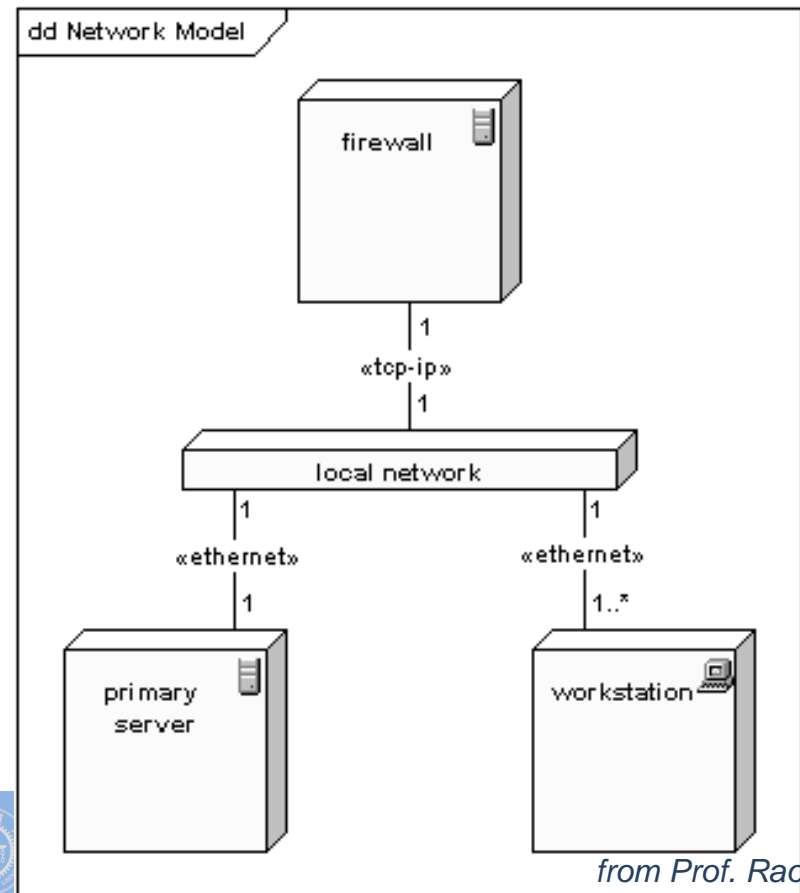 dd Network Model
firewall
1
«tcp-ip»
1
local network
1
1
«ethernet»
«ethernet»
1
1..*
primary
server
workstation
from Prof.